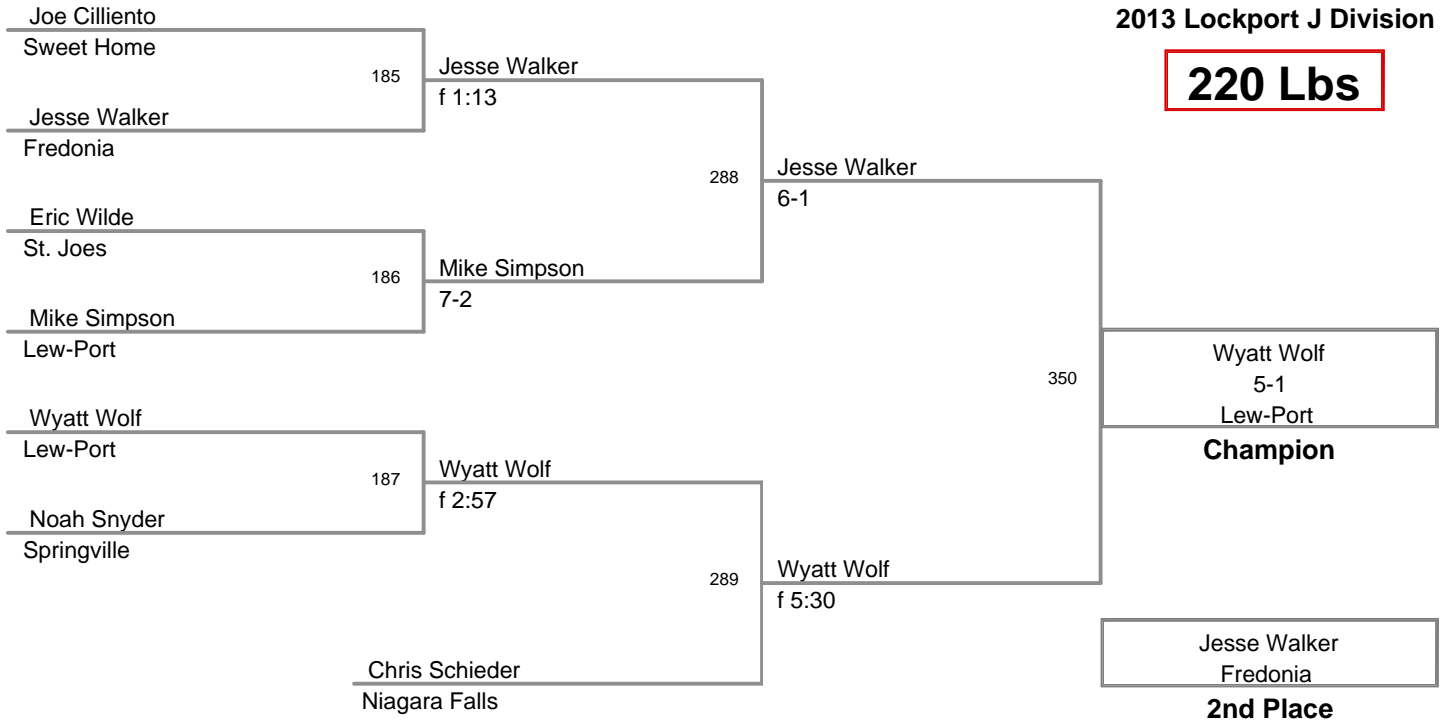 2013 Lockport J Division
220 Lbs
Joe Cilliento
Sweet Home
185
Jesse Walker
f 1:13
Jesse Walker
Fredonia
288
Jesse Walker
6-1
Eric Wilde
St. Joes
186
Mike Simpson
7-2
Mike Simpson
Lew-Port
350
Wyatt Wolf
5-1
Lew-Port
Champion
Wyatt Wolf
Lew-Port
187
Wyatt Wolf
f 2:57
Noah Snyder
Springville
289
Wyatt Wolf
f 5:30
Chris Schieder
Niagara Falls
Jesse Walker
Fredonia
2nd Place